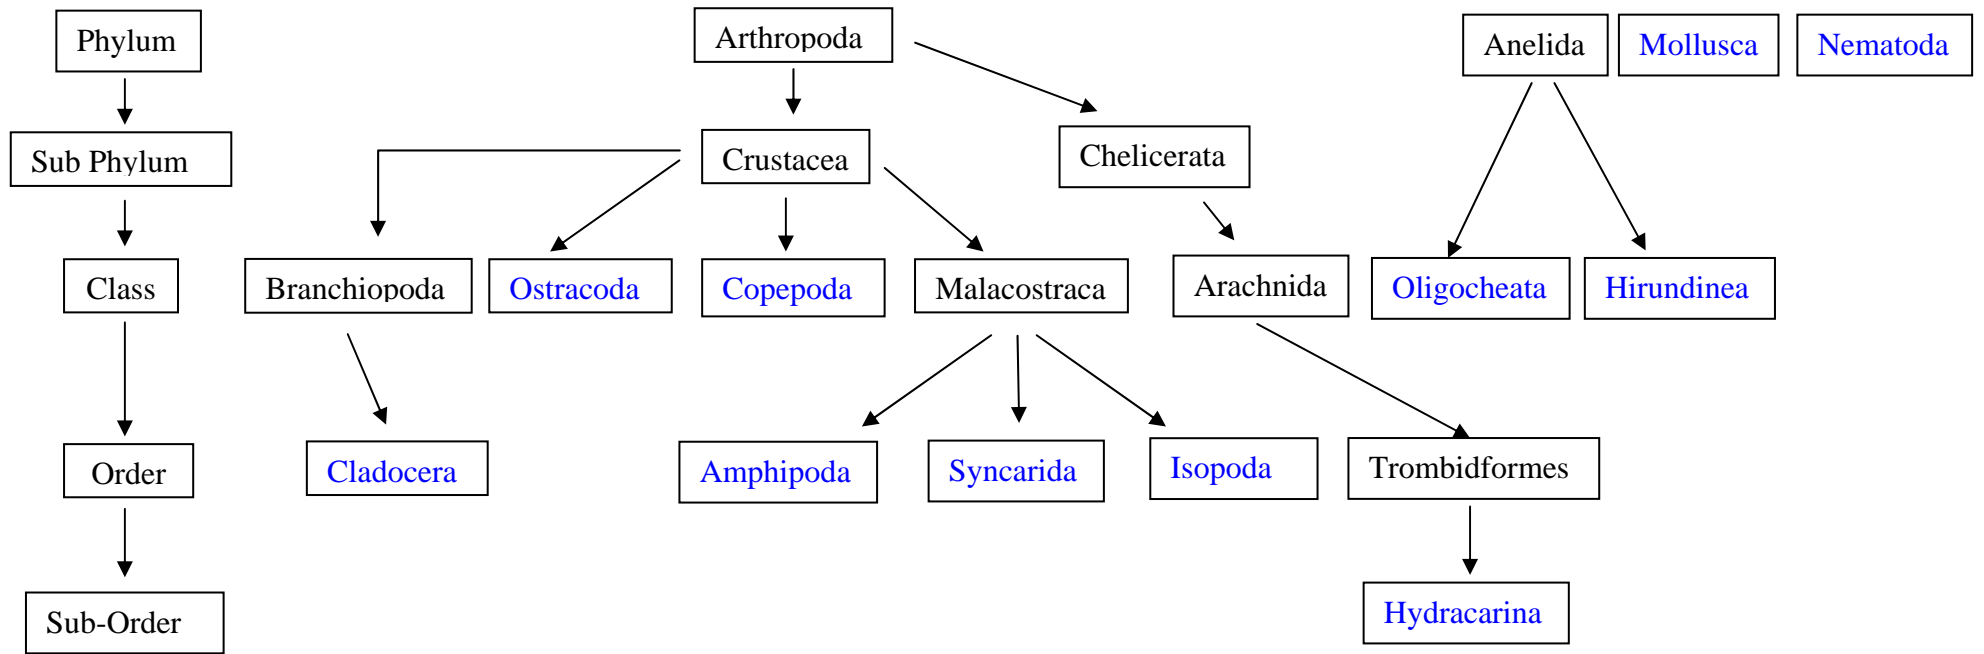 Phylum
Arthropoda
Anelida
Mollusca
Nematoda
Sub Phylum
Crustacea
Chelicerata
Class
Branchiopoda
Ostracoda
Copepoda
Malacostraca
Arachnida
Oligocheata
Hirundinea
Order
Cladocera
Amphipoda
Syncarida
Isopoda
Trombidformes
Sub-Order
Hydracarina